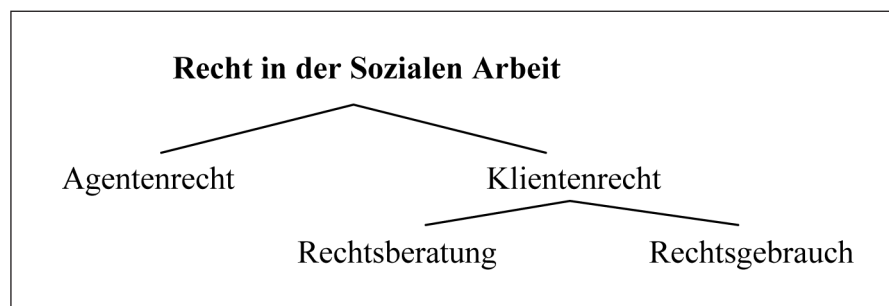 Recht in der Sozialen Arbeit
Agentenrecht Klientenrecht
Rechtsberatung Rechtsgebrauch